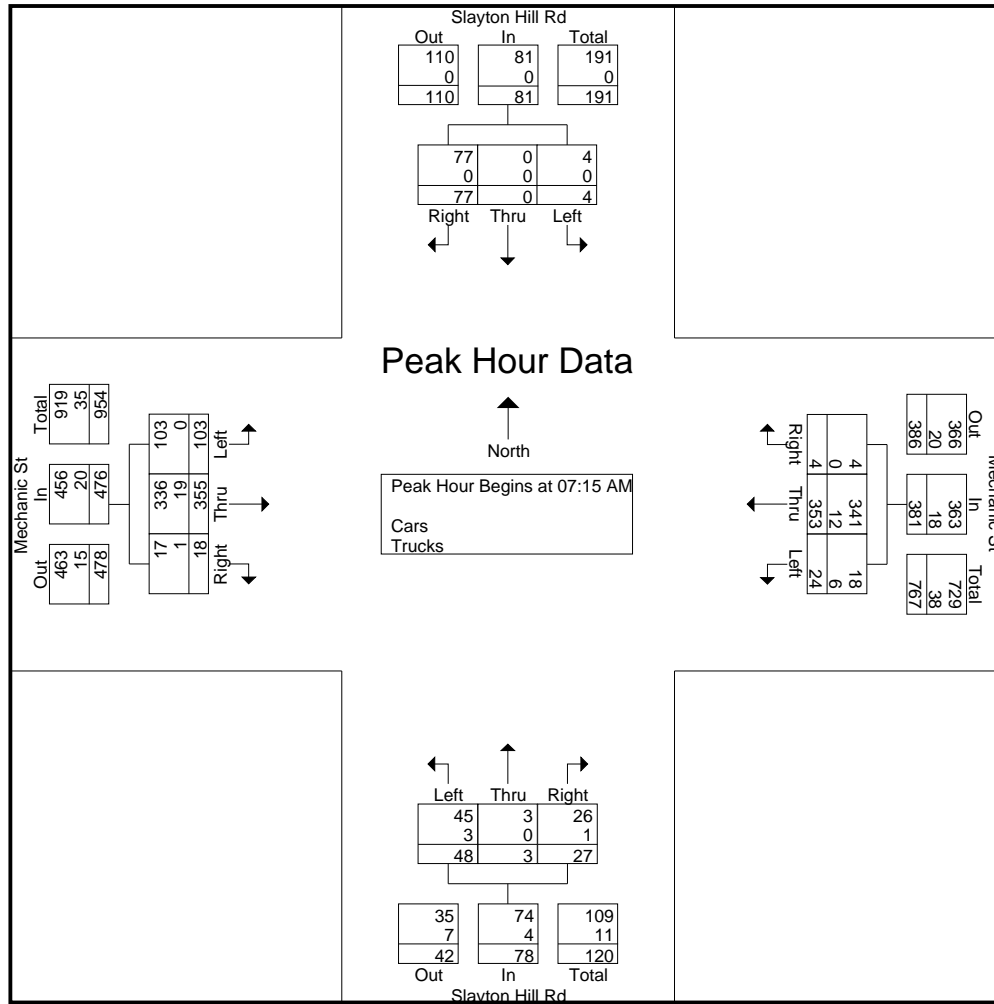 Slayton Hill Rd
Out In Total
110 81 191
0 0 0
110 81 191
77 0 4
0 0 0
77 0 4
Right Thru Left
Peak Hour Data
North
Peak Hour Begins at 07:15 AM
Cars
Trucks
Mechanic St
Total In Out
919 456 463
35 20 15
954 476 478
103 336 17
0 19 1
103 355 18
Left Thru Right
Mechanic St
Out In Total
366 363 729
20 18 38
386 381 767
4 341 18
0 12 6
4 353 24
Right Thru Left
Left Thru Right
45 3 26
3 0 1
48 3 27
35 74 109
7 4 11
42 78 120
Out In Total
Slayton Hill Rd